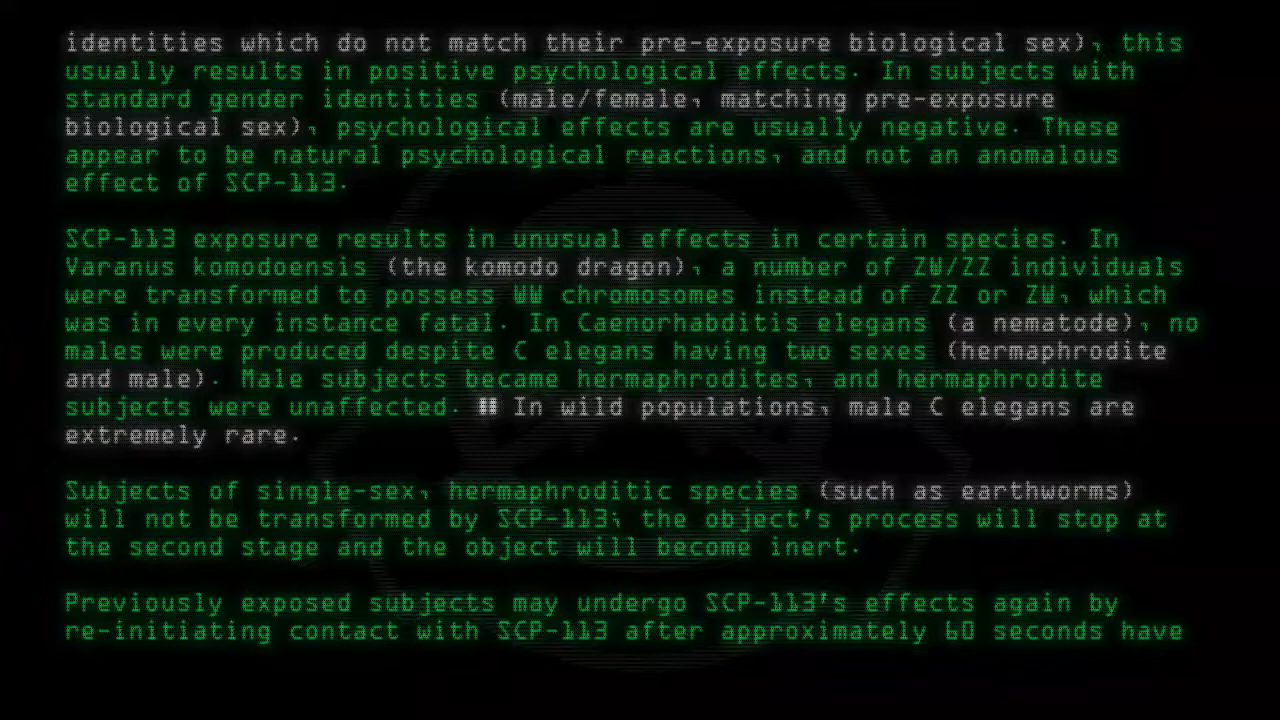 identities which do not match their pre-exposure biological sex), this
usually results in positive psychological effects. In subjects with
standard gender identities (male/female, matching pre-exposure
biological sex), psychological effects are usually negative. These
appear to be natural psychological reactions, and not an anomalous
effect of SCP-113.
SCP-113 exposure results in unusual effects in certain species. In
Varanus komodoensis (the komodo dragon), a number of ZW/ZZ individuals
were transformed to possess WW chromosomes instead of ZZ or ZW, which
was in every instance fatal. In Caenorhabditis elegans (a nematode), no
males were produced despite C elegans having two sexes (hermaphrodite
and male). Male subjects became hermaphrodites, and hermaphrodite
subjects were unaffected. ## In wild populations, male C elegans are
extremely rare.
Subjects of single-sex, hermaphroditic species (such as earthworms)
will not be transformed by SCP-113; the object's process will stop at
the second stage and the object will become inert.
Previously exposed subjects may undergo SCP-113's effects again by
re-initiating contact with SCP-113 after approximately 60 seconds have